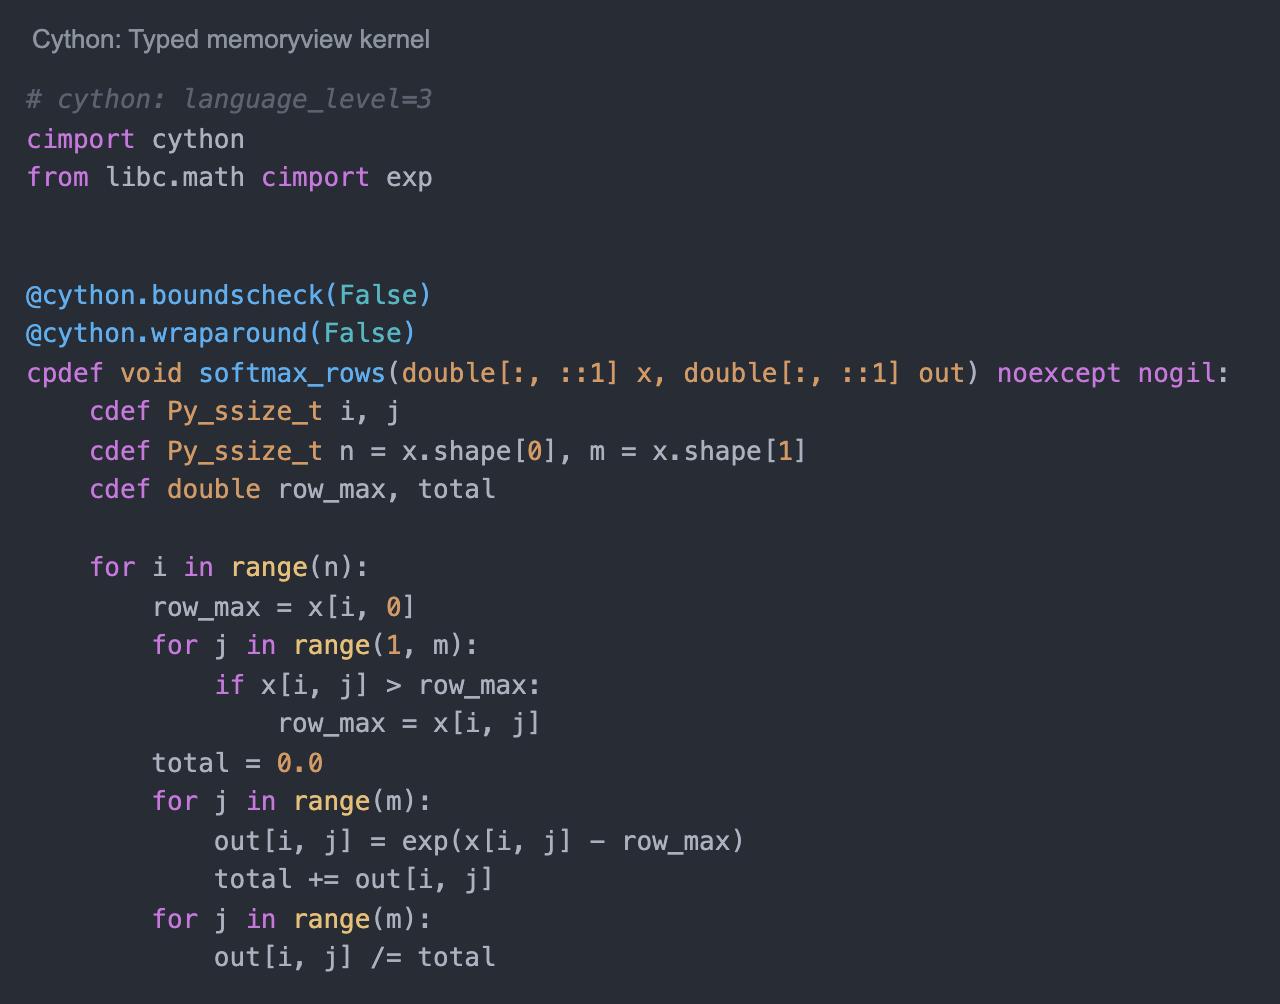 Cython: Typed memoryview kernel
# cython: language_level=3
cimport cython
from libc.math cimport exp


@cython.boundscheck(False)
@cython.wraparound(False)
cpdef void softmax_rows(double[:, ::1] x, double[:, ::1] out) noexcept nogil:
    cdef Py_ssize_t i, j
    cdef Py_ssize_t n = x.shape[0], m = x.shape[1]
    cdef double row_max, total

    for i in range(n):
        row_max = x[i, 0]
        for j in range(1, m):
            if x[i, j] > row_max:
                row_max = x[i, j]
        total = 0.0
        for j in range(m):
            out[i, j] = exp(x[i, j] - row_max)
            total += out[i, j]
        for j in range(m):
            out[i, j] /= total